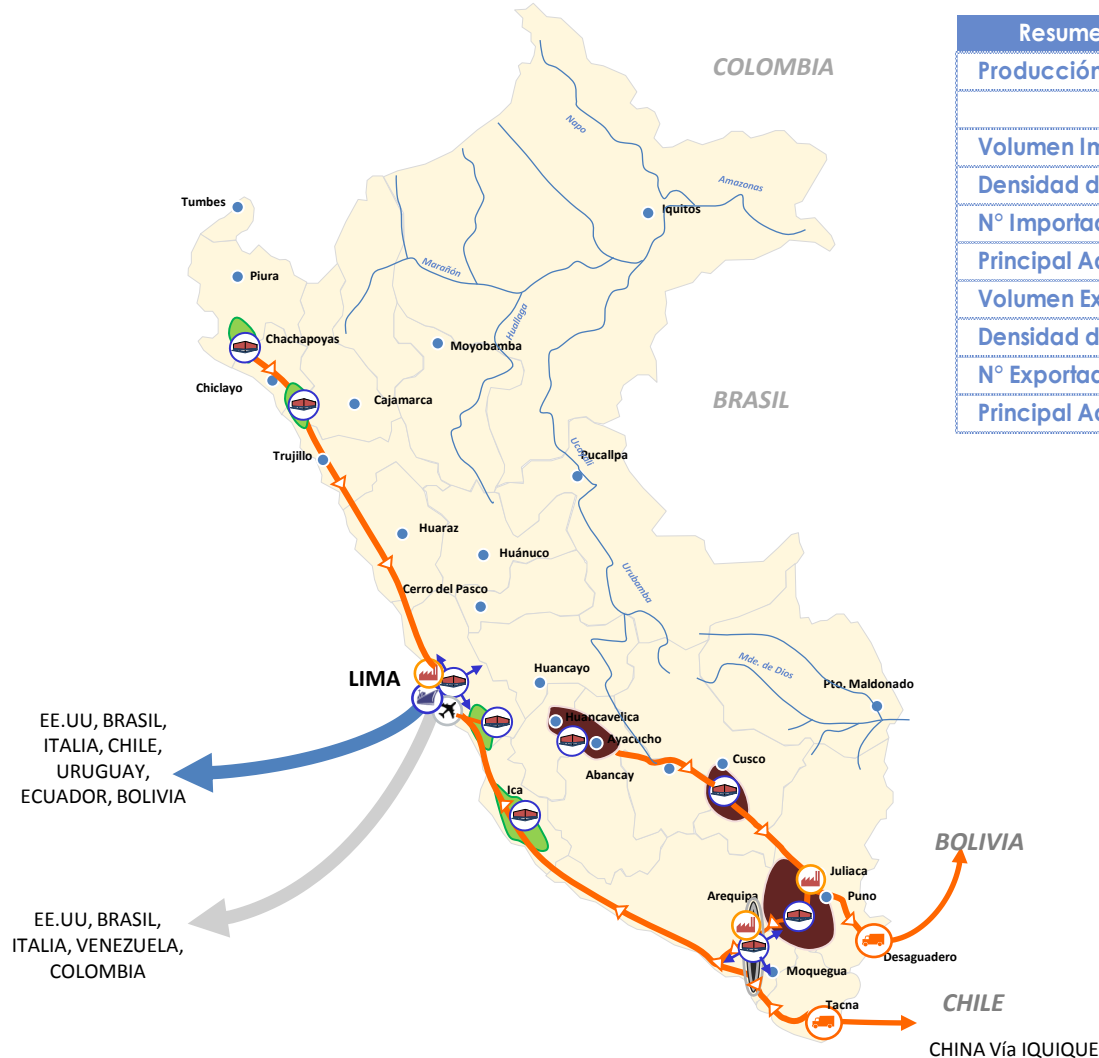 COLOMBIA
Resume
Producción
Volumen Im
Densidad d
N° Importac
Principal Ac
Volumen Ex
Densidad d
N° Exportac
Principal Ac
Napo
Amazonas
Tumbes
Iquitos
Piura
Marañón
Huallaga
Chachapoyas
Moyobamba
Chiclayo
Cajamarca
BRASIL
Trujillo
Ucayali
Pucallpa
Huaraz
Huánuco
Cerro del Pasco
Urubamba
LIMA
Huancayo
Mde. de Dios
Pto. Maldonado
EE.UU, BRASIL,
ITALIA, CHILE,
URUGUAY,
ECUADOR, BOLIVIA
Huancavelica
Ayacucho
Abancay
Cusco
Ica
BOLIVIA
Juliaca
Arequipa
Puno
EE.UU, BRASIL,
ITALIA, VENEZUELA,
COLOMBIA
Desaguadero
Moquegua
Tacna
CHILE
CHINA Vía IQUIQUE